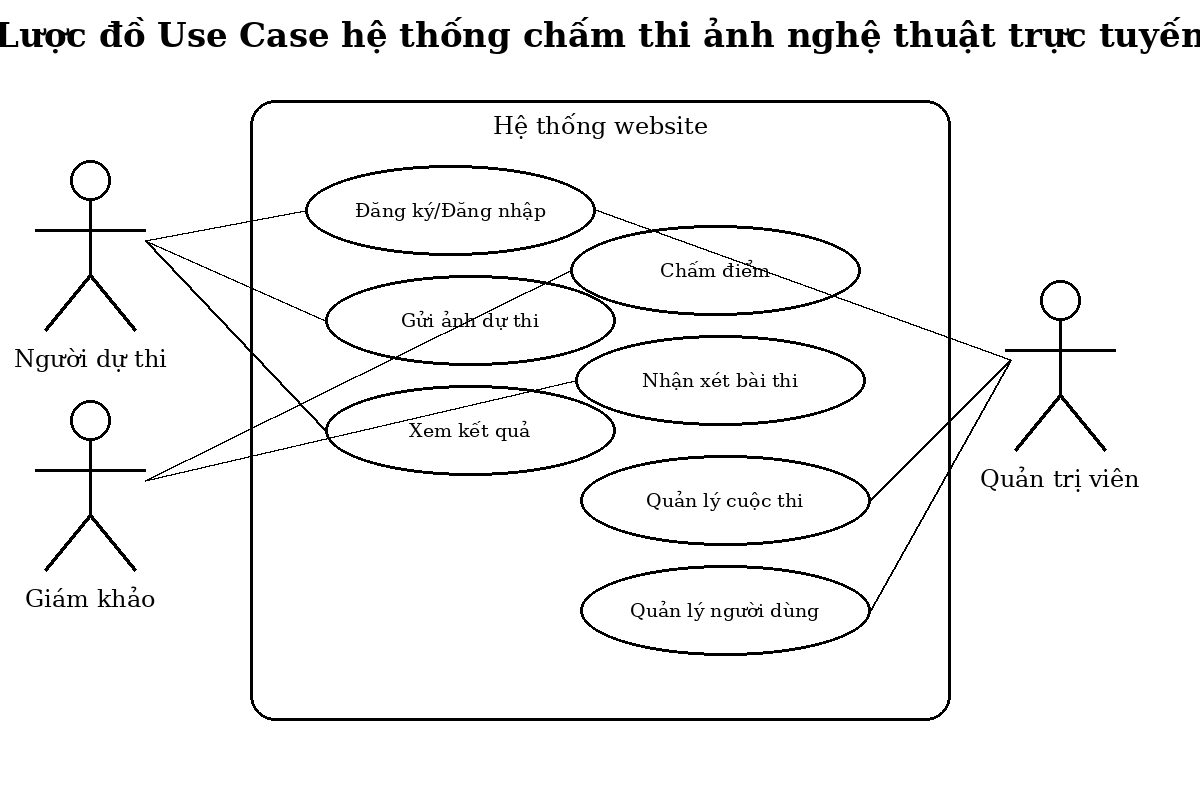 Lược đồ Use Case hệ thống chấm thi ảnh nghệ thuật trực tuyến
Hệ thống website
Đăng ký/Đăng nhập
Chấm điểm
Gửi ảnh dự thi
Người dự thi
Nhận xét bài thi
Xem kết quả
Quản trị viên
Quản lý cuộc thi
Giám khảo
Quản lý người dùng